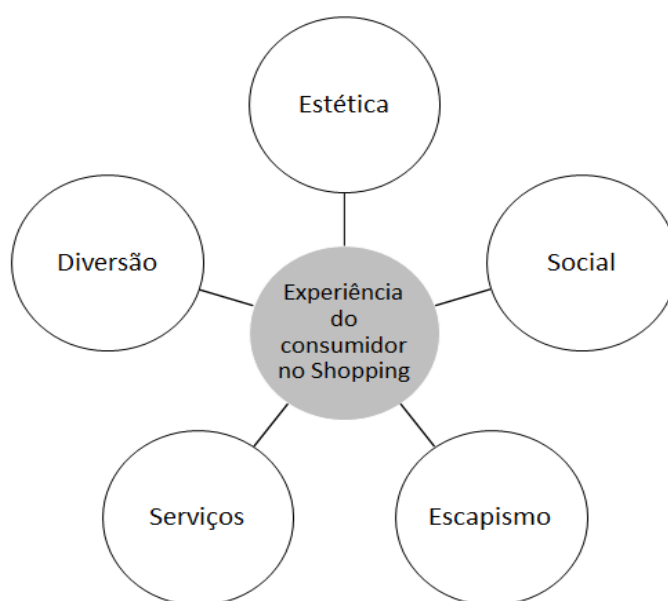 Estética
Diversão
Social
Experiência
do
consumidor
no Shopping
Serviços
Escapismo